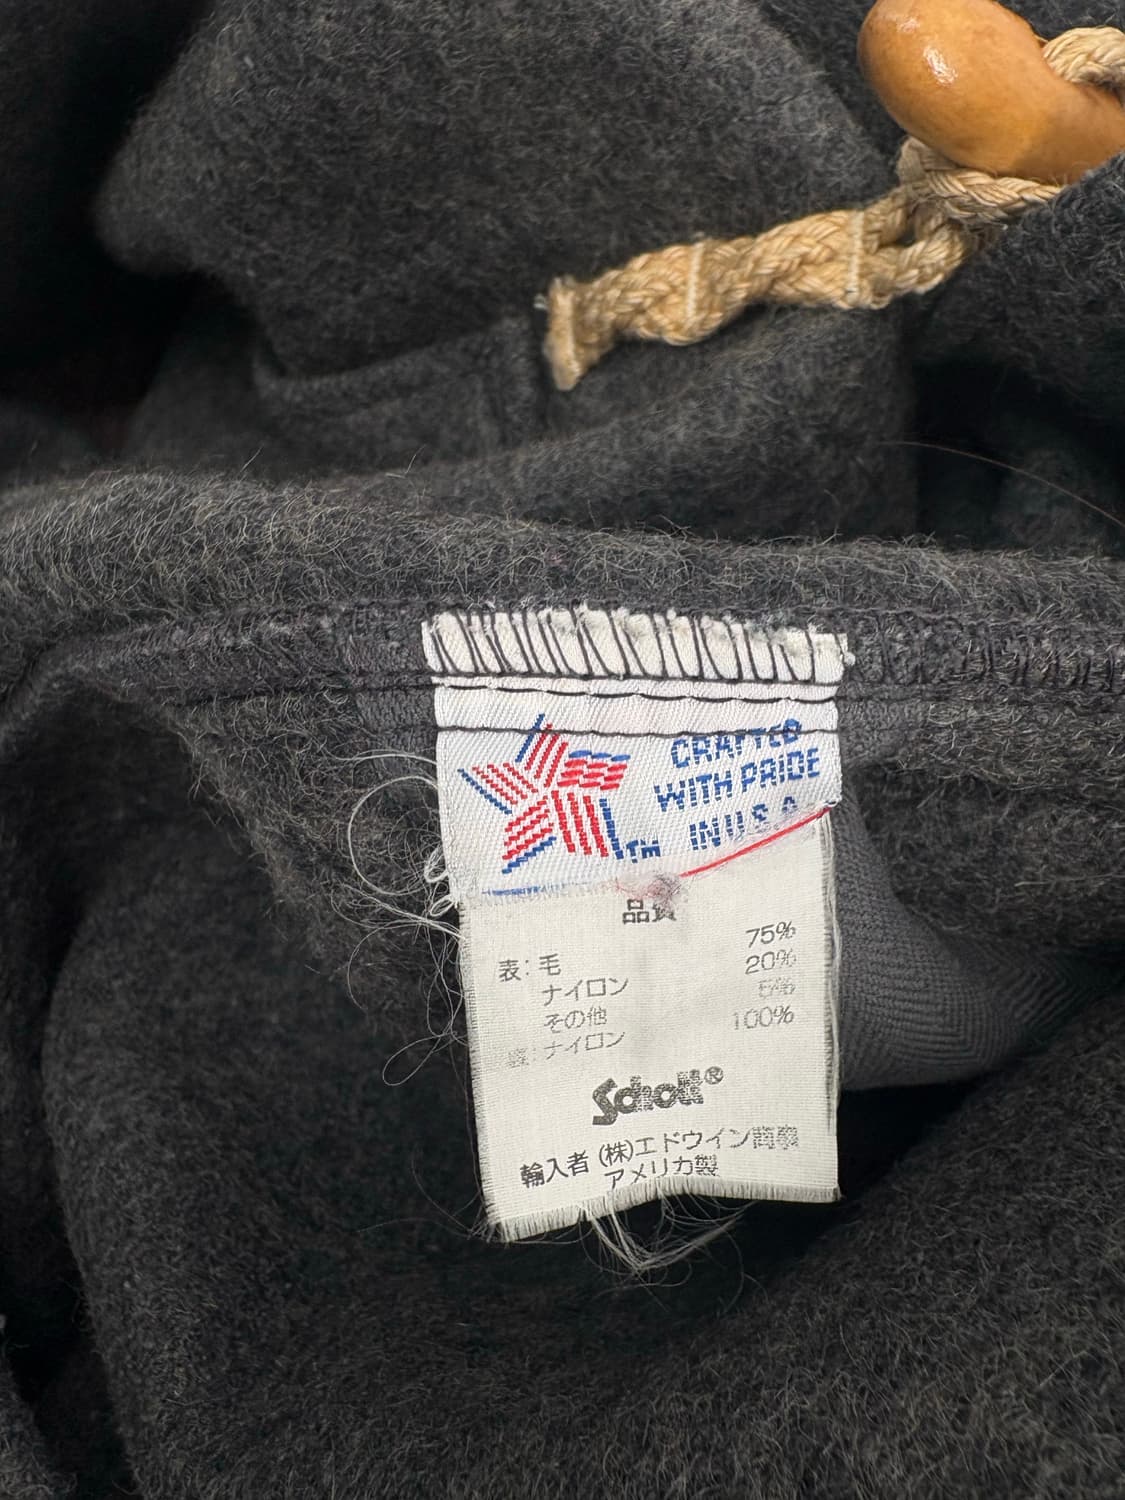 CRAFTED
WITH PRIDE
IN U.S.A.
TM
品質
表: 毛 75%
ナイロン 20%
その他 5%
裏: ナイロン 100%
Schott®
輸入者 (株)エドウイン商事
アメリカ製